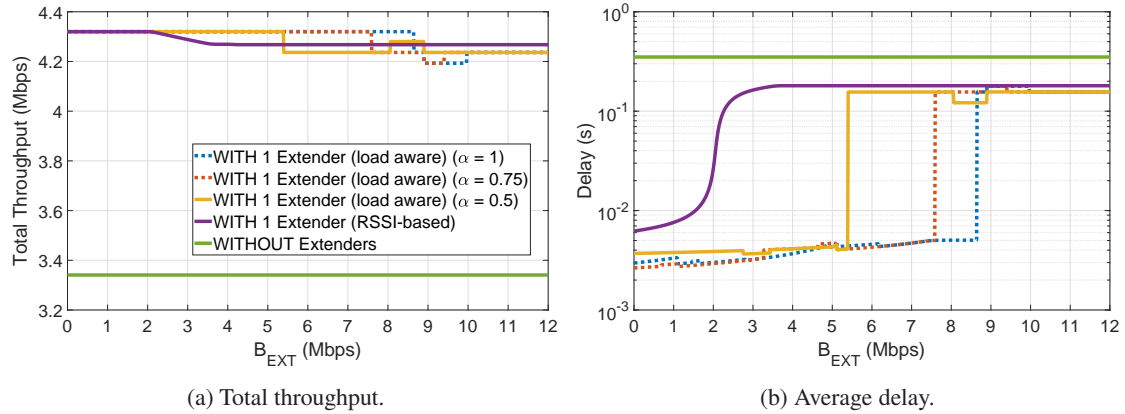 4.4
4.2
4
3.8
3.6
3.4
3.2
Total Throughput (Mbps)
WITH 1 Extender (load aware) (α = 1)
WITH 1 Extender (load aware) (α = 0.75)
WITH 1 Extender (load aware) (α = 0.5)
WITH 1 Extender (RSSI-based)
WITHOUT Extenders
0 1 2 3 4 5 6 7 8 9 10 11 12
B_EXT (Mbps)
(a) Total throughput.
10^0
10^-1
10^-2
10^-3
Delay (s)
0 1 2 3 4 5 6 7 8 9 10 11 12
B_EXT (Mbps)
(b) Average delay.